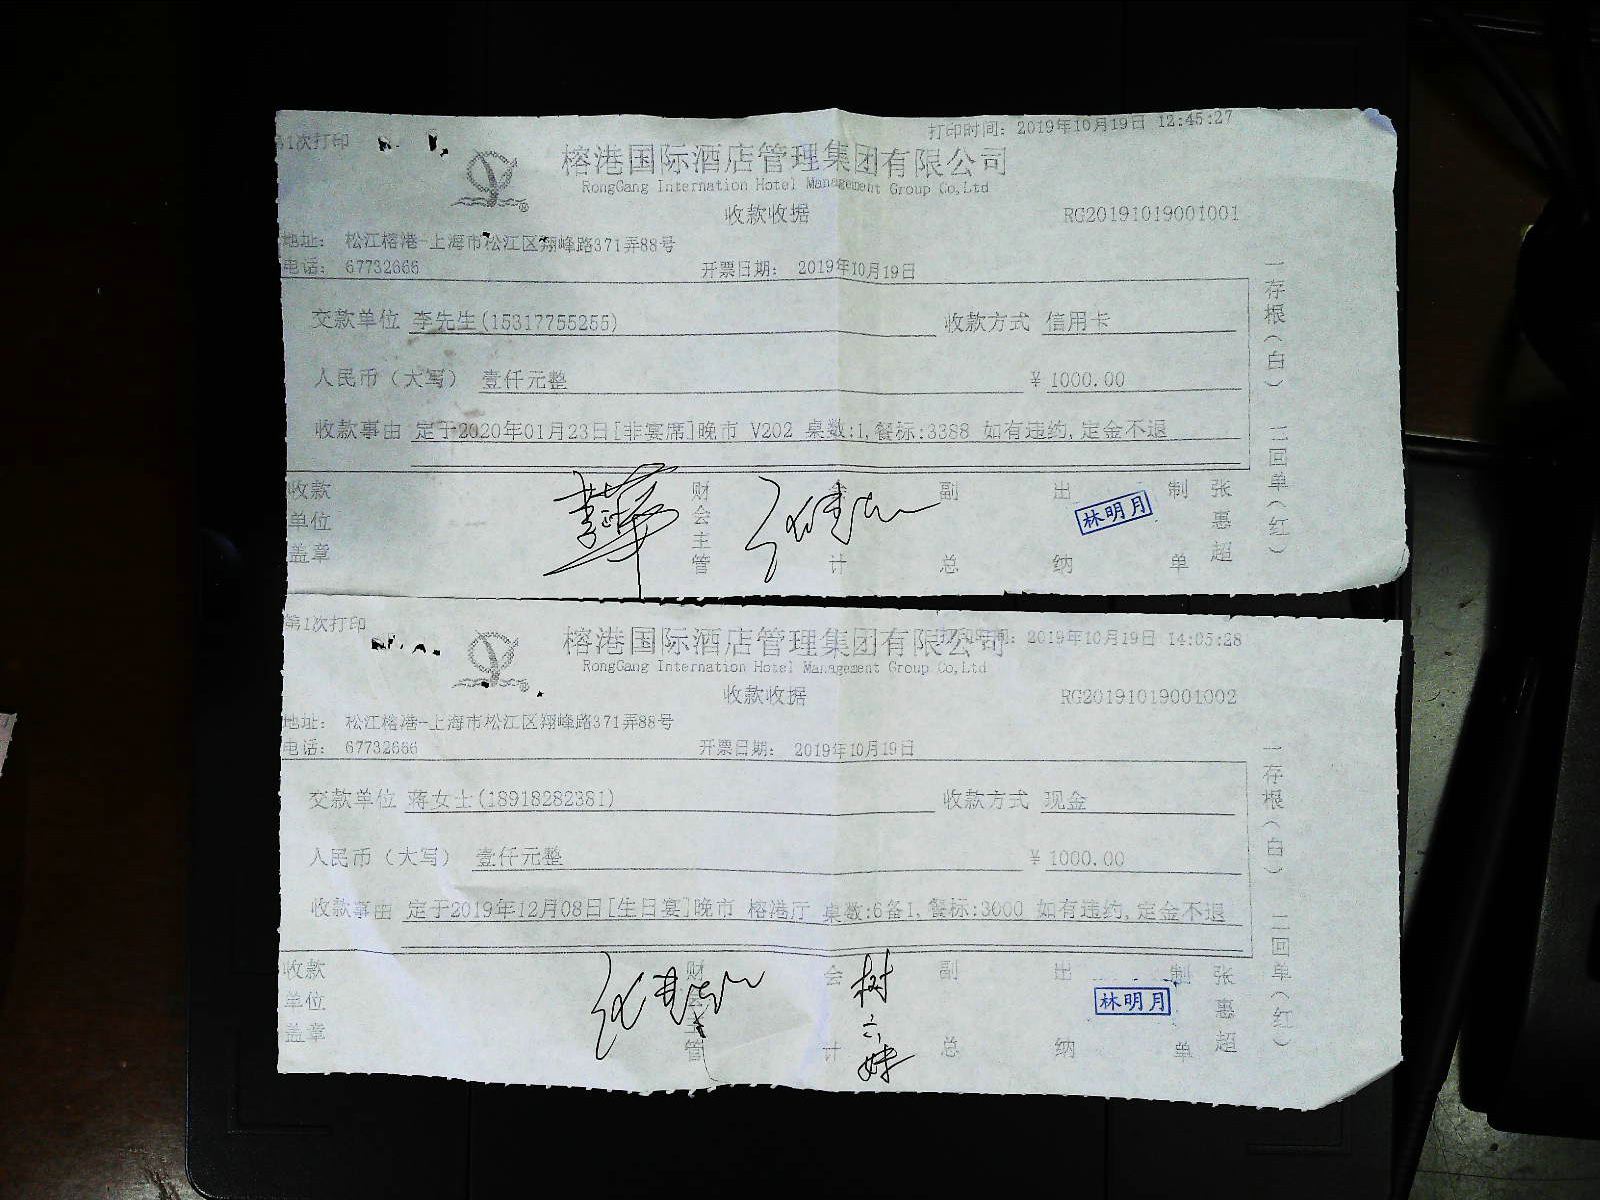 第1次打印
打印时间：2019年10月19日 12:45:27
榕港国际酒店管理集团有限公司
RongGang Internation Hotel Management Group Co,Ltd
收款收据
RG20191019001001
地址： 松江榕港-上海市松江区翔峰路371弄88号
电话： 67732666
开票日期： 2019年10月19日
交款单位 李先生(15317755255)
收款方式 信用卡
人民币（大写） 壹仟元整
¥ 1000.00
收款事由 定于2020年01月23日[非宴席]晚市 V202 桌数:1,餐标:3388 如有违约,定金不退
一存根（白） 二回单（红）
收款单位盖章
财会主管
会计
副总
出纳
林明月
制单
张惠超
第1次打印
打印时间：2019年10月19日 14:05:28
榕港国际酒店管理集团有限公司
RongGang Internation Hotel Management Group Co,Ltd
收款收据
RG20191019001002
地址： 松江榕港-上海市松江区翔峰路371弄88号
电话： 67732666
开票日期： 2019年10月19日
交款单位 蒋女士(18918282381)
收款方式 现金
人民币（大写） 壹仟元整
¥ 1000.00
收款事由 定于2019年12月08日[生日宴]晚市 榕港厅 桌数:6备1,餐标:3000 如有违约,定金不退
一存根（白） 二回单（红）
收款单位盖章
财会主管
会计
副总
出纳
林明月
制单
张惠超